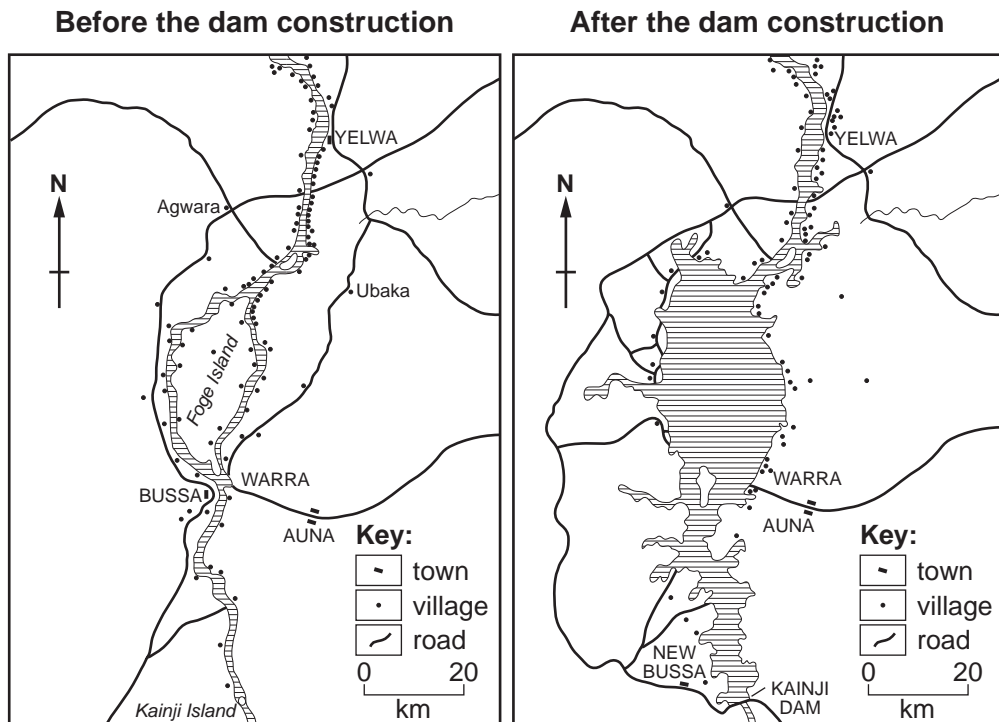 Before the dam construction
N
YELWA
Agwara
Ubaka
Foge Island
WARRA
BUSSA
AUNA
Key:
town
village
road
0 20
km
Kainji Island
After the dam construction
N
YELWA
WARRA
AUNA
Key:
town
village
road
0 20
km
NEW
BUSSA
KAINJI
DAM